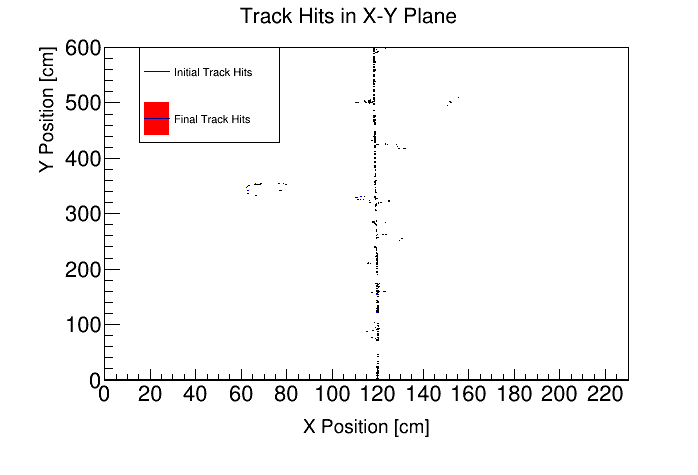 Track Hits in X-Y Plane
Y Position [cm]
600
500
400
300
200
100
0
Initial Track Hits
Final Track Hits
0 20 40 60 80 100 120 140 160 180 200 220
X Position [cm]